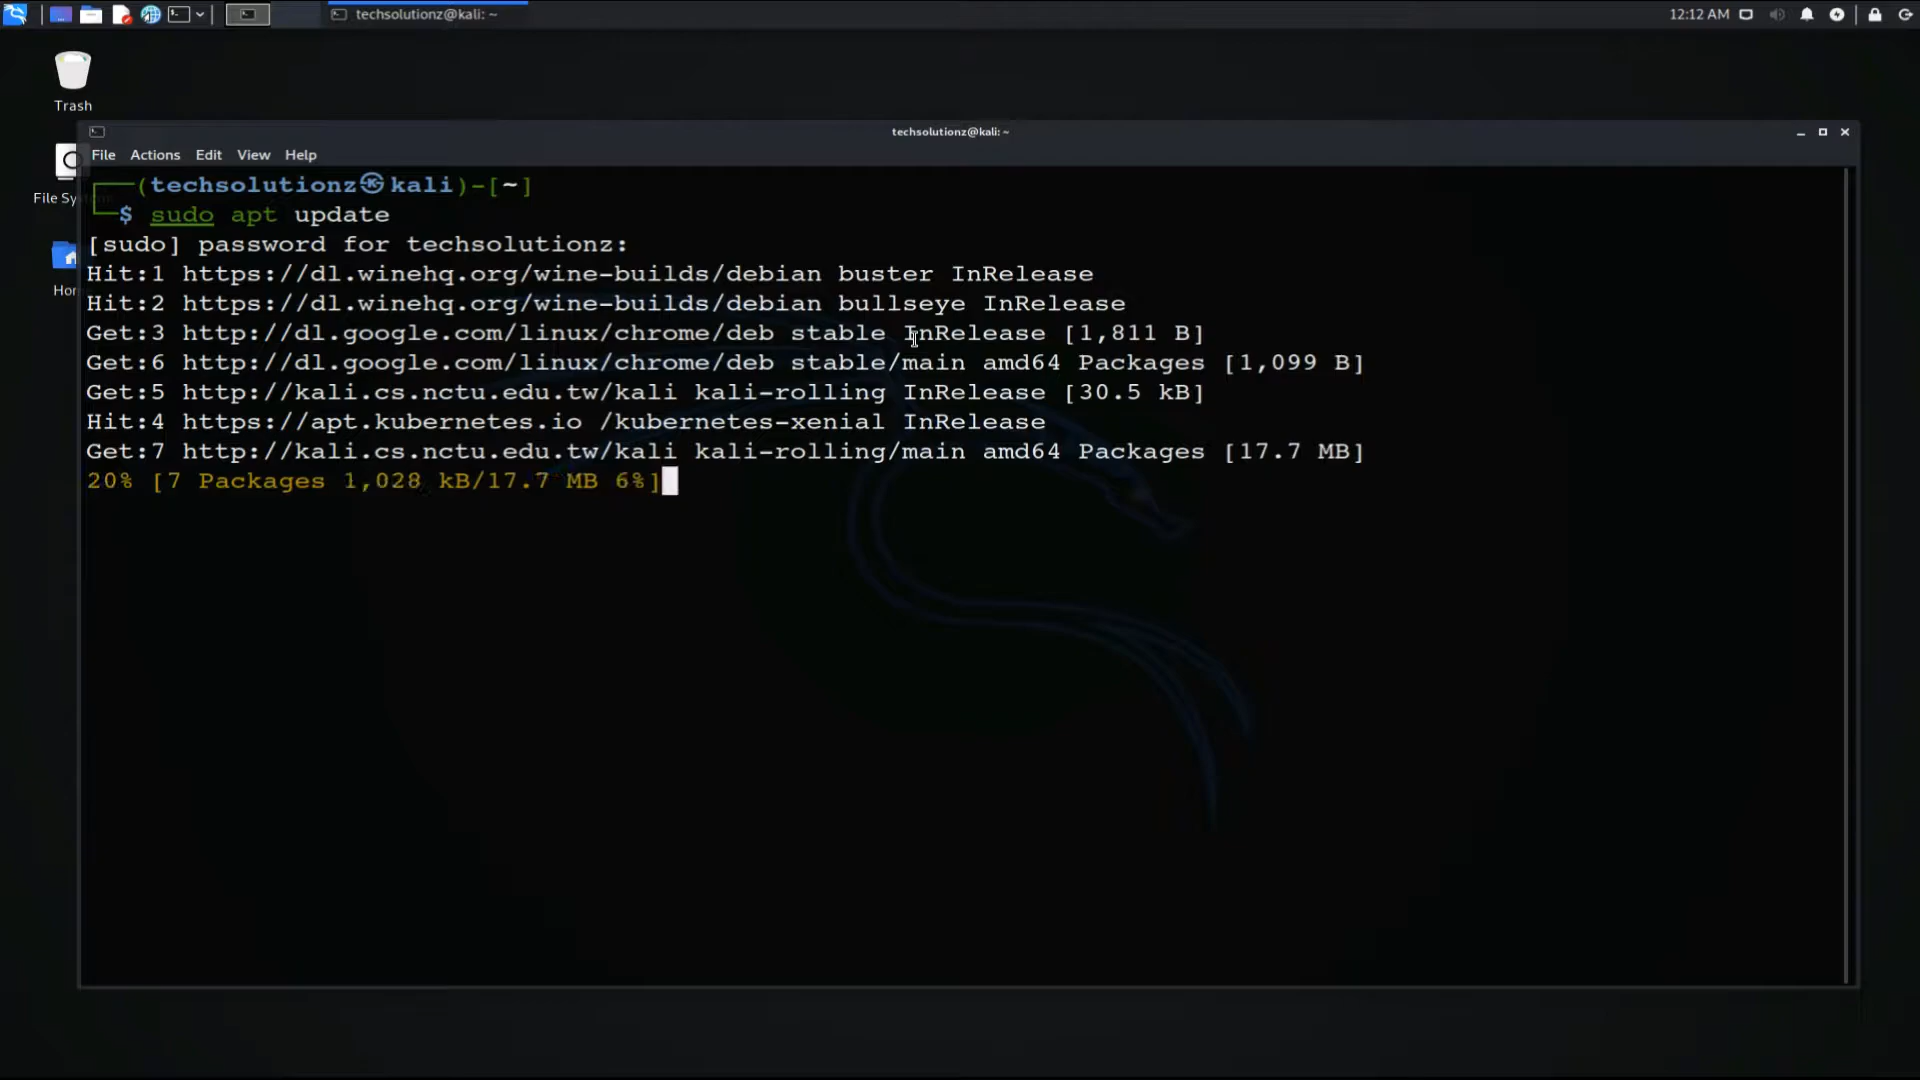 techsolutionz@kali: ~
12:12 AM
Trash
File Sy
Hor
techsolutionz@kali: ~
File Actions Edit View Help
┌──(techsolutionz㉿kali)-[~]
└─$ sudo apt update
[sudo] password for techsolutionz:
Hit:1 https://dl.winehq.org/wine-builds/debian buster InRelease
Hit:2 https://dl.winehq.org/wine-builds/debian bullseye InRelease
Get:3 http://dl.google.com/linux/chrome/deb stable InRelease [1,811 B]
Get:6 http://dl.google.com/linux/chrome/deb stable/main amd64 Packages [1,099 B]
Get:5 http://kali.cs.nctu.edu.tw/kali kali-rolling InRelease [30.5 kB]
Hit:4 https://apt.kubernetes.io /kubernetes-xenial InRelease
Get:7 http://kali.cs.nctu.edu.tw/kali kali-rolling/main amd64 Packages [17.7 MB]
20% [7 Packages 1,028 kB/17.7 MB 6%]